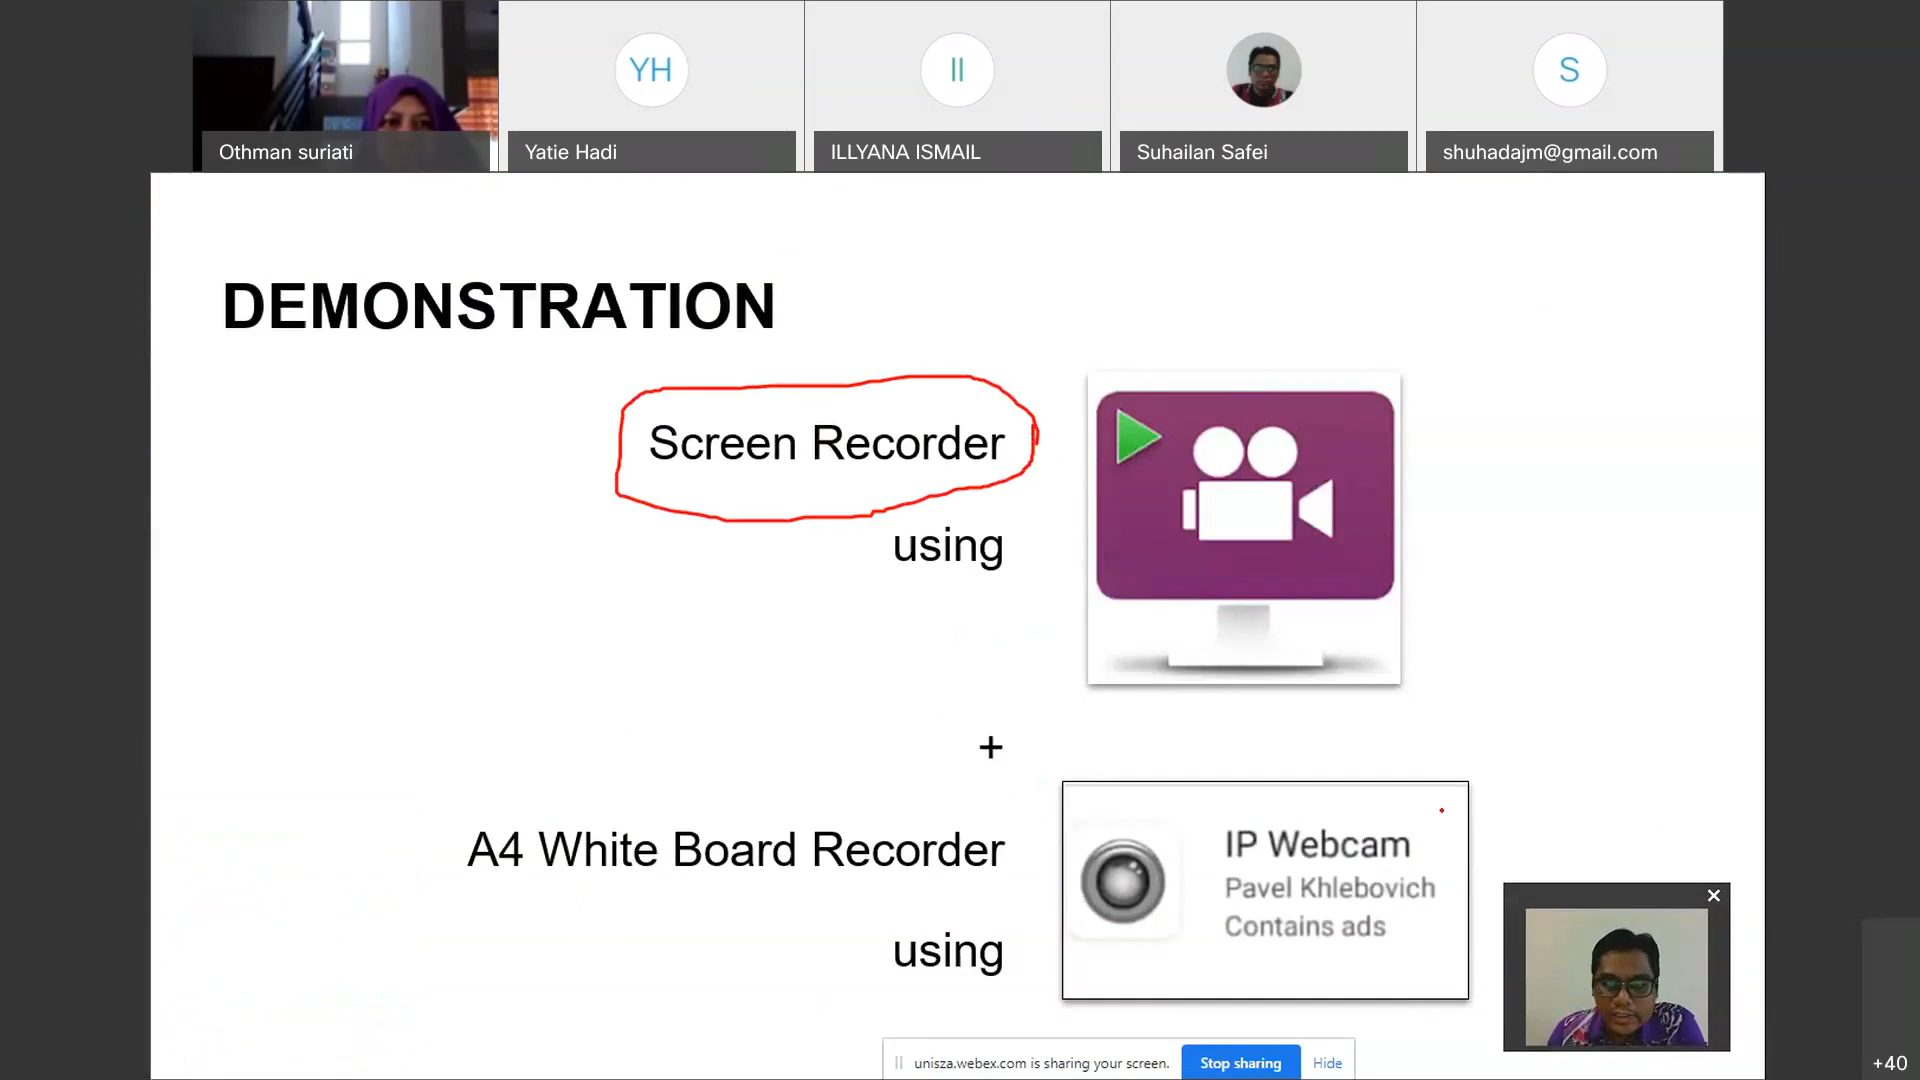 YH
II
S
Othman suriati
Yatie Hadi
ILLYANA ISMAIL
Suhailan Safei
shuhadajm@gmail.com
DEMONSTRATION
Screen Recorder
using
+
A4 White Board Recorder
using
IP Webcam
Pavel Khlebovich
Contains ads
unisza.webex.com is sharing your screen.
Stop sharing
Hide
+40